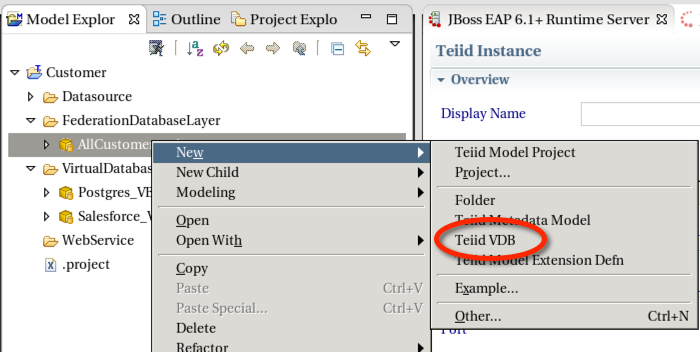 Model Explor
Outline
Project Explo
JBoss EAP 6.1+ Runtime Server
Teiid Instance
Overview
Display Name
Customer
Datasource
FederationDatabaseLayer
AllCustome
VirtualDatabas
Postgres_VB
Salesforce_V
WebService
.project
New
New Child
Modeling
Open
Open With
Copy
Paste Ctrl+V
Paste Special... Ctrl+V
Delete
Refactor
Teiid Model Project
Project...
Folder
Teiid Metadata Model
Teiid VDB
Teiid Model Extension Defn
Example...
Other... Ctrl+N
Port